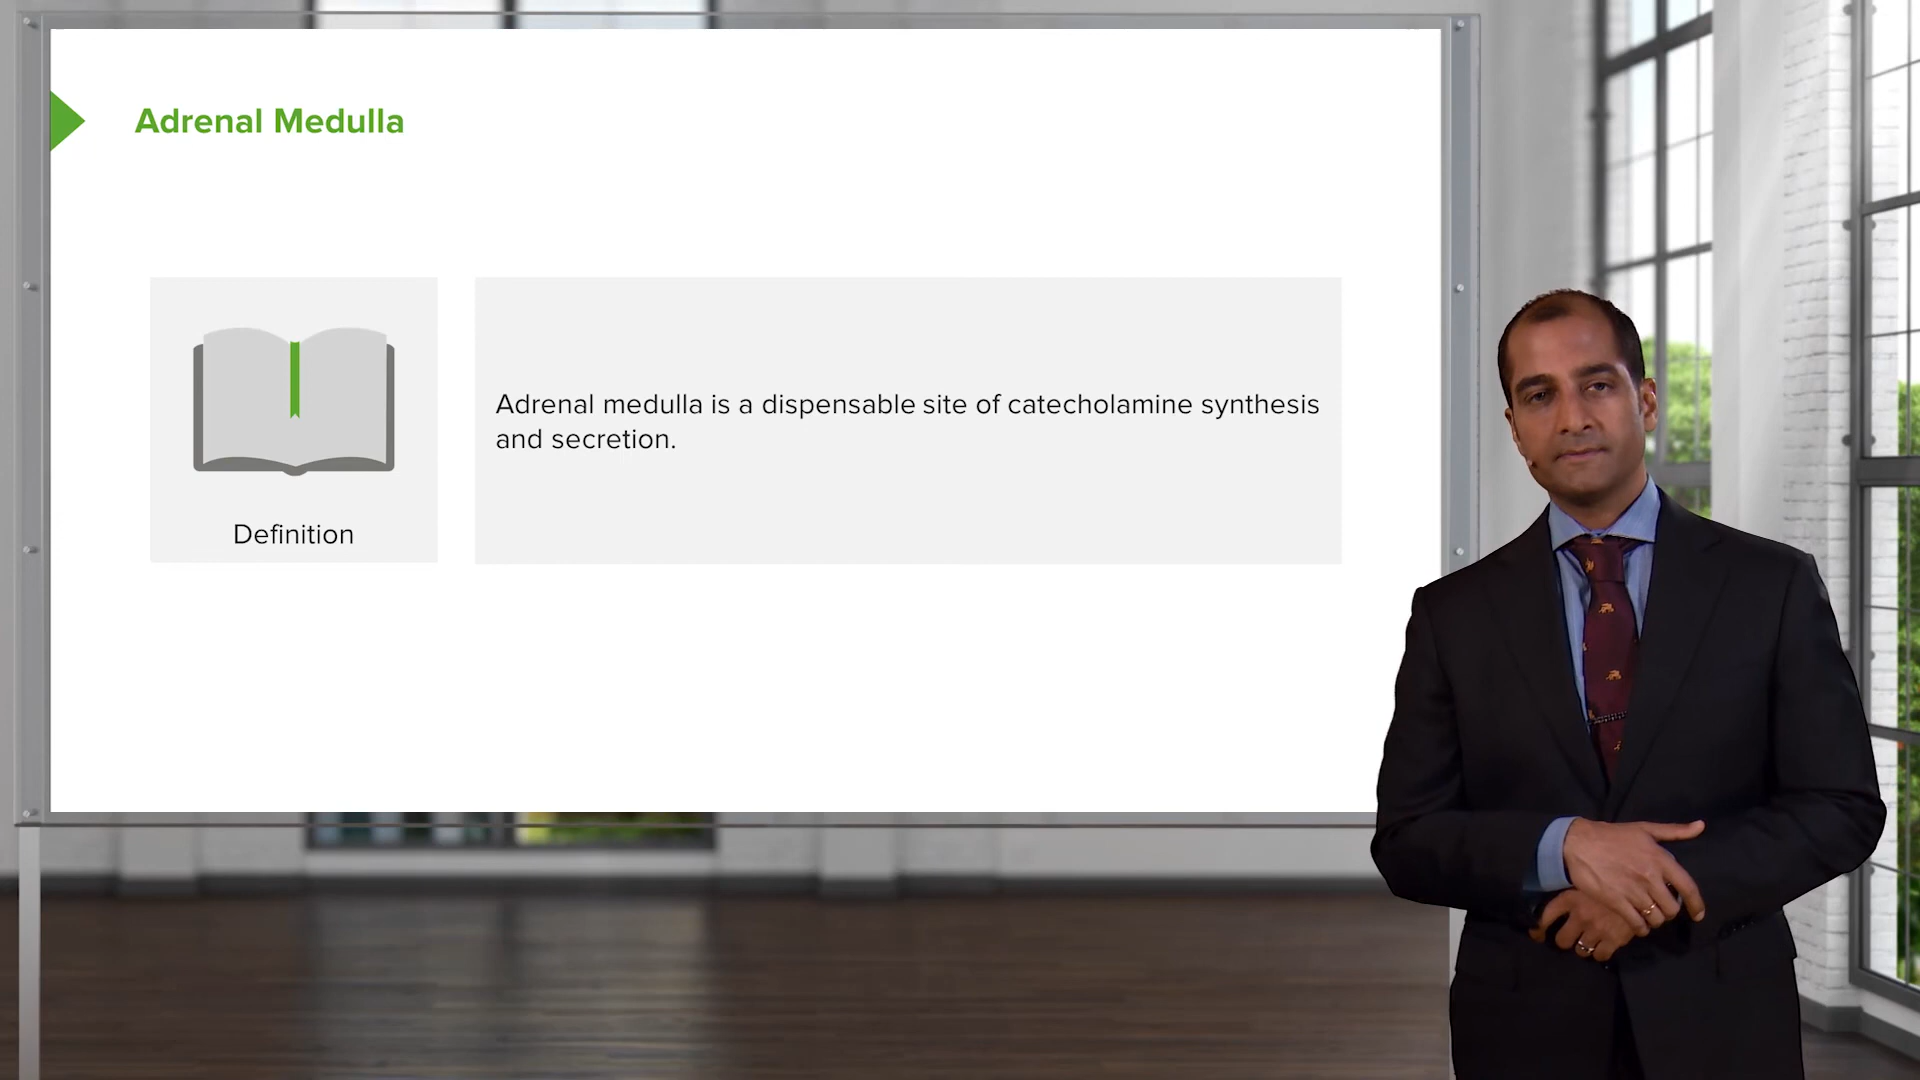 Adrenal Medulla
Adrenal medulla is a dispensable site of catecholamine synthesis
and secretion.
Definition